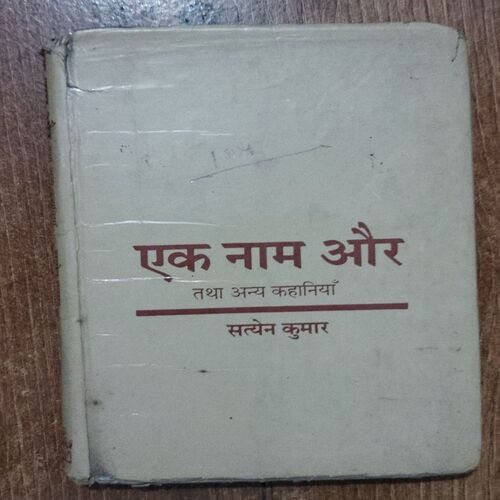 एक नाम और
तथा अन्य कहानियाँ
सत्येन कुमार